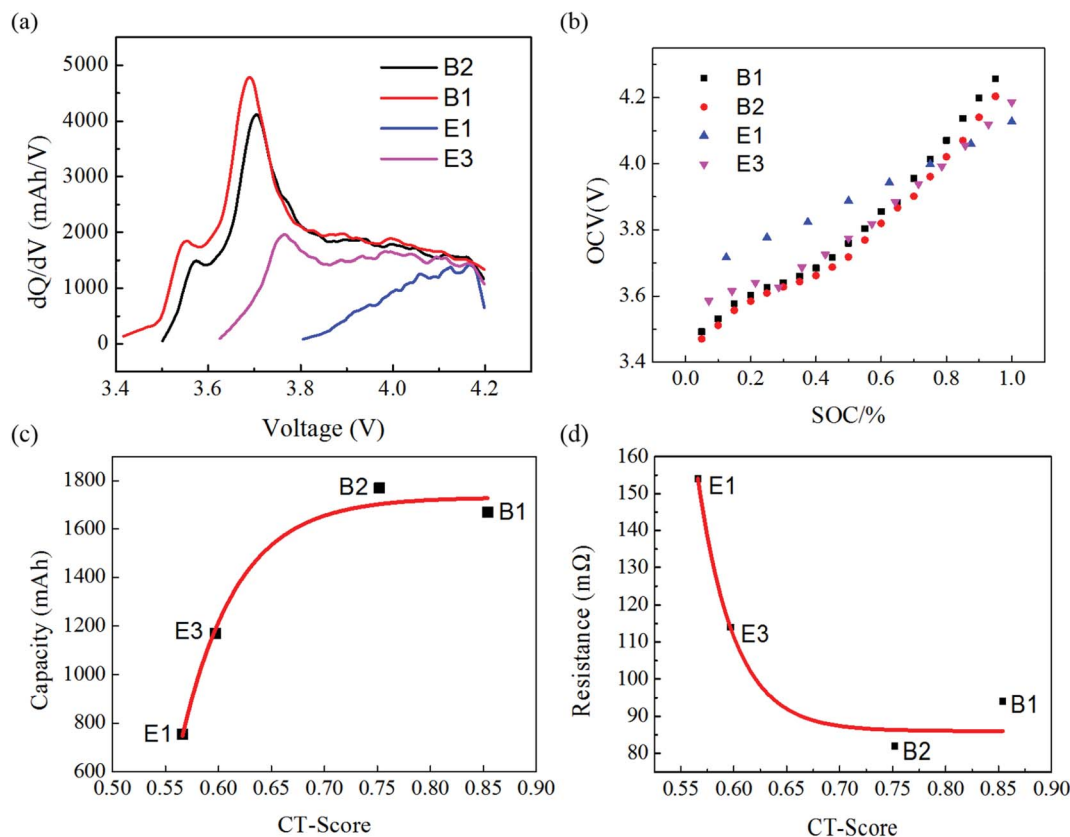 (a)
5000
4000
3000
2000
1000
0
dQ/dV (mAh/V)
3.4
3.6
3.8
4.0
4.2
Voltage (V)
B2
B1
E1
E3
(b)
4.2
4.0
3.8
3.6
3.4
OCV(V)
0.0
0.2
0.4
0.6
0.8
1.0
SOC/%
B1
B2
E1
E3
(c)
1800
1600
1400
1200
1000
800
600
Capacity (mAh)
0.50
0.55
0.60
0.65
0.70
0.75
0.80
0.85
0.90
CT-Score
B2
B1
E3
E1
(d)
160
150
140
130
120
110
100
90
80
Resistance (mΩ)
0.55
0.60
0.65
0.70
0.75
0.80
0.85
0.90
CT-Score
E1
E3
B1
B2